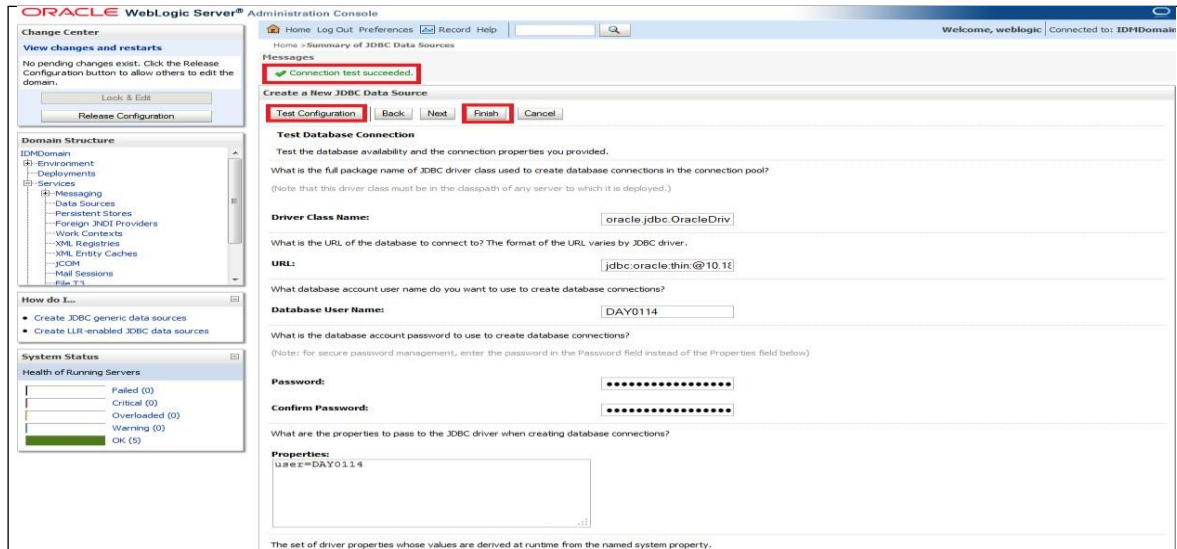 ORACLE WebLogic Server® Administration Console
Change Center
View changes and restarts
No pending changes exist. Click the Release
Configuration button to allow others to edit the
domain.
Lock & Edit
Release Configuration
Domain Structure
IDMDomain
Environment
Deployments
Services
Messaging
Data Sources
Persistent Stores
Foreign JNDI Providers
Work Contexts
XML Registries
XML Entity Caches
jCOM
Mail Sessions
File T3
How do I...
Create JDBC generic data sources
Create LLR-enabled JDBC data sources
System Status
Health of Running Servers
Failed (0)
Critical (0)
Overloaded (0)
Warning (0)
OK (5)
Home Log Out Preferences Record Help
Welcome, weblogic Connected to: IDMDomain
Home >Summary of JDBC Data Sources
Messages
Connection test succeeded.
Create a New JDBC Data Source
Test Configuration Back Next Finish Cancel
Test Database Connection
Test the database availability and the connection properties you provided.
What is the full package name of JDBC driver class used to create database connections in the connection pool?
(Note that this driver class must be in the classpath of any server to which it is deployed.)
Driver Class Name: oracle.jdbc.OracleDriv
What is the URL of the database to connect to? The format of the URL varies by JDBC driver.
URL: jdbc:oracle:thin:@10.18
What database account user name do you want to use to create database connections?
Database User Name: DAY0114
What is the database account password to use to create database connections?
(Note: for secure password management, enter the password in the Password field instead of the Properties field below)
Password: •••••••••••••••••
Confirm Password: •••••••••••••••••
What are the properties to pass to the JDBC driver when creating database connections?
Properties:
user=DAY0114
The set of driver properties whose values are derived at runtime from the named system property.